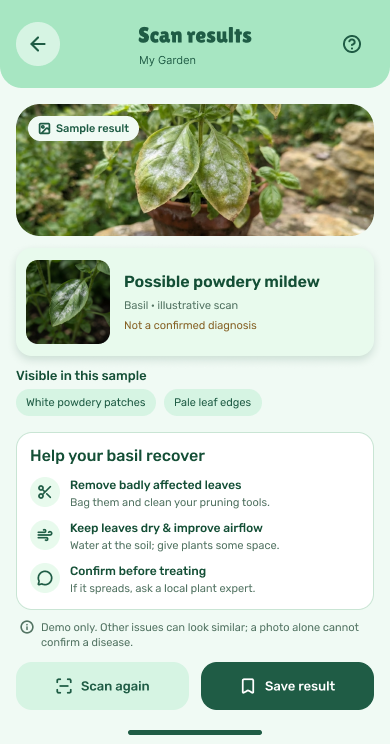 Scan results
My Garden
Sample result
Possible powdery mildew
Basil • illustrative scan
Not a confirmed diagnosis
Visible in this sample
White powdery patches
Pale leaf edges
Help your basil recover
Remove badly affected leaves
Bag them and clean your pruning tools.
Keep leaves dry & improve airflow
Water at the soil; give plants some space.
Confirm before treating
If it spreads, ask a local plant expert.
Demo only. Other issues can look similar; a photo alone cannot
confirm a disease.
Scan again
Save result